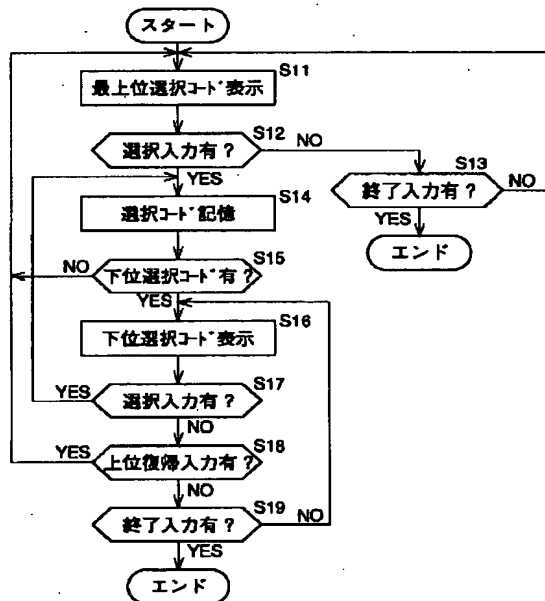 スタート
S11
最上位選択コード表示
S12
選択入力有?
NO
S13
YES
終了入力有?
NO
S14
YES
選択コード記憶
エンド
S15
NO
下位選択コード有?
YES
S16
下位選択コード表示
S17
YES
選択入力有?
NO
S18
YES
上位復帰入力有?
NO
S19
終了入力有?
NO
YES
エンド